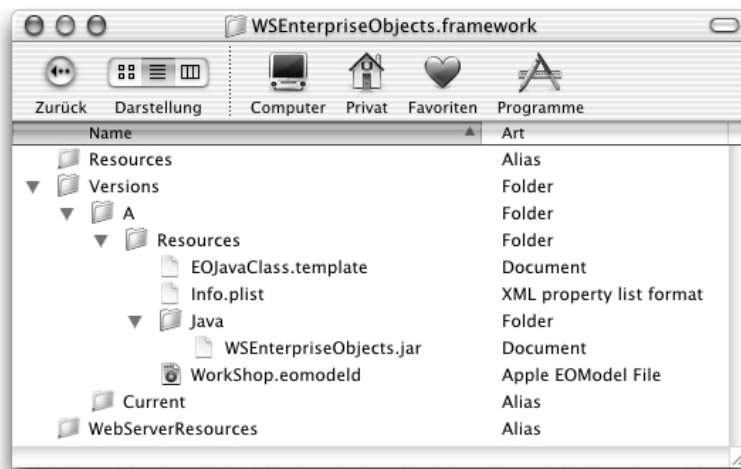 WSEnterpriseObjects.framework
Zurück Darstellung Computer Privat Favoriten Programme
Name Art
Resources Alias
Versions Folder
A Folder
Resources Folder
EOJavaClass.template Document
Info.plist XML property list format
Java Folder
WSEnterpriseObjects.jar Document
WorkShop.eomodeld Apple EOModel File
Current Alias
WebServerResources Alias